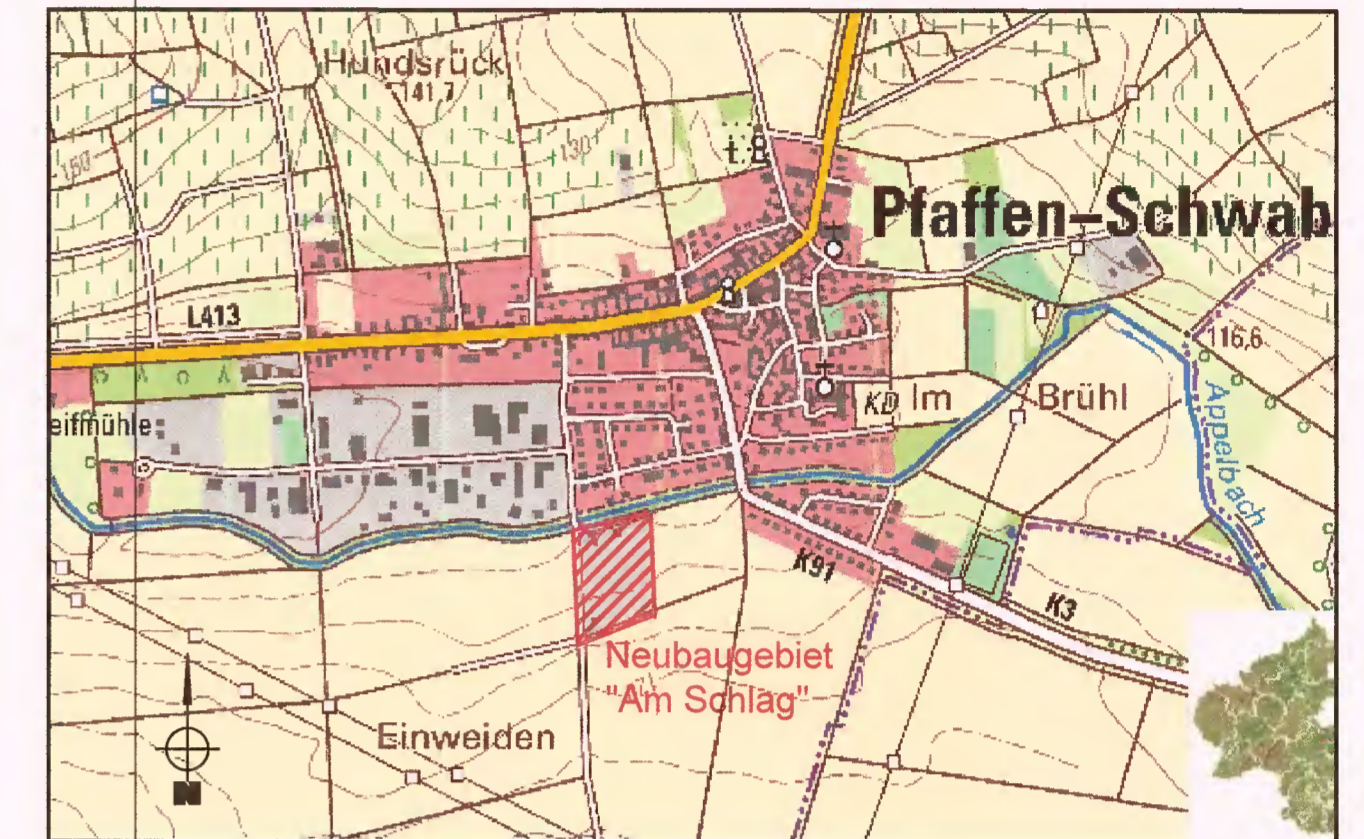 Hundsrück
141,7
150
130
Pfaffen-Schwab
L413
116,6
eifmühle
KD
Im Brühl
Appelbach
K91
K3
Neubaugebiet
"Am Schlag"
Einweiden
N